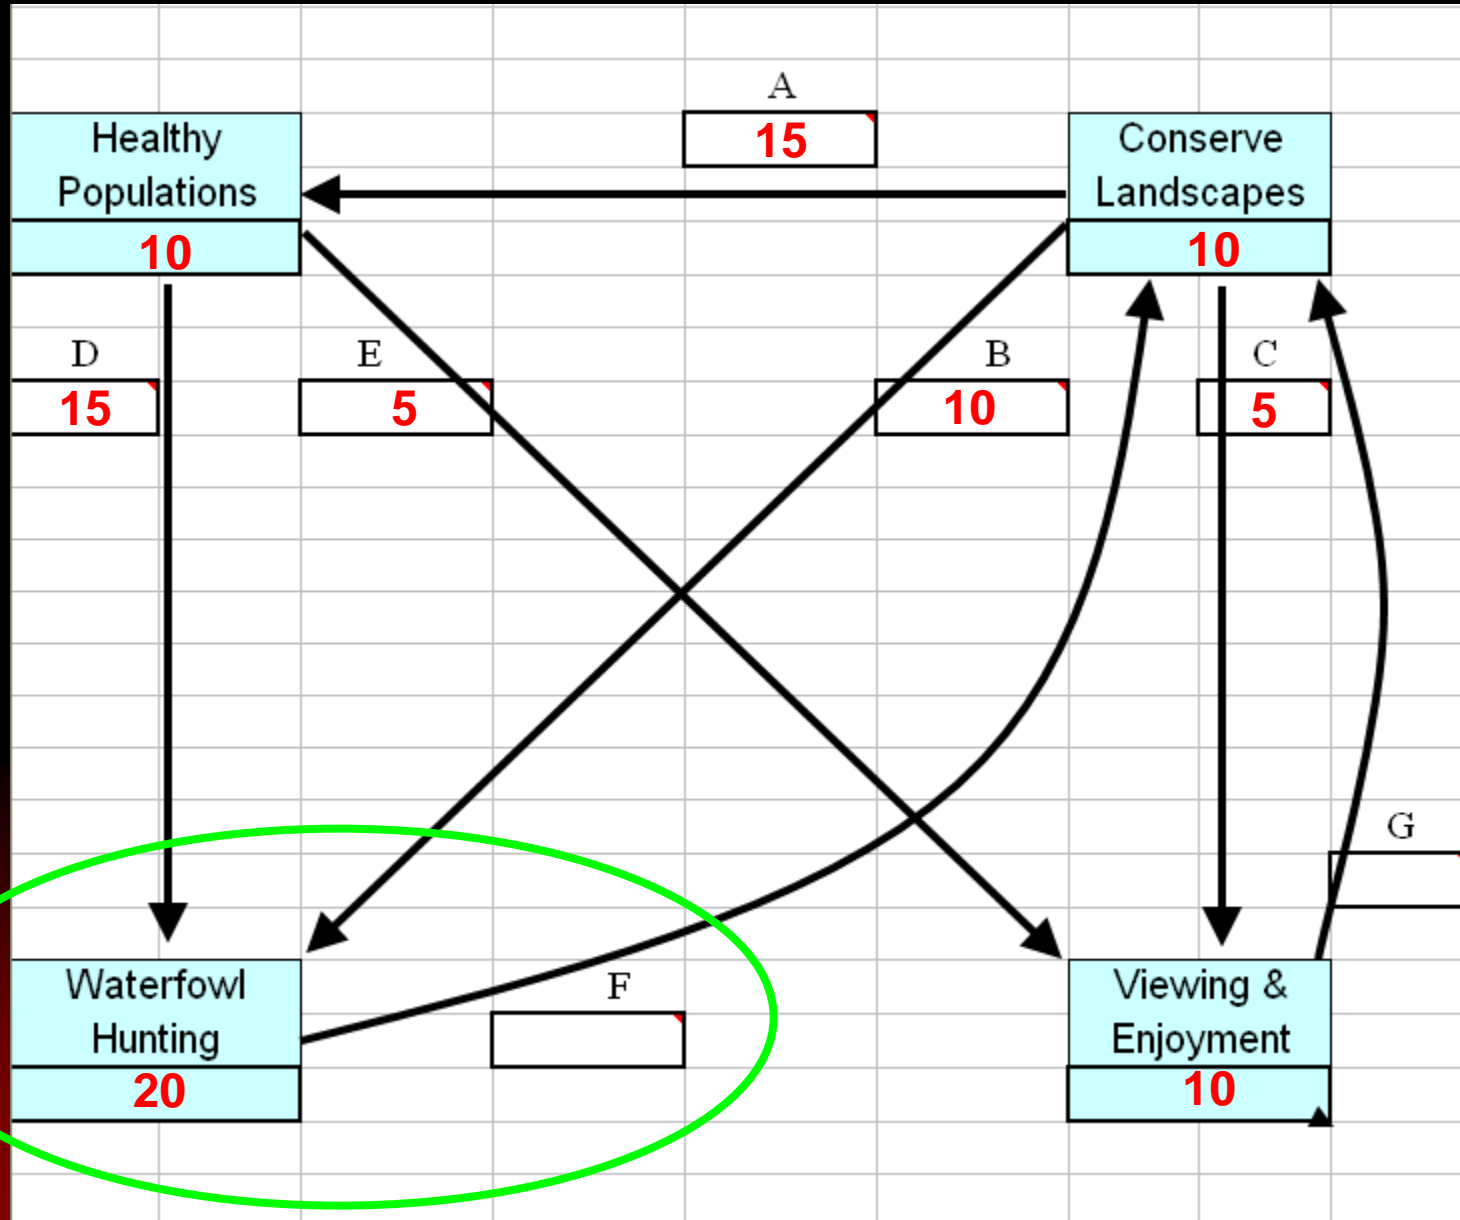 A
15
Healthy
Populations
10
Conserve
Landscapes
10
D
15
E
5
B
10
C
5
G
F
Waterfowl
Hunting
20
Viewing &
Enjoyment
10